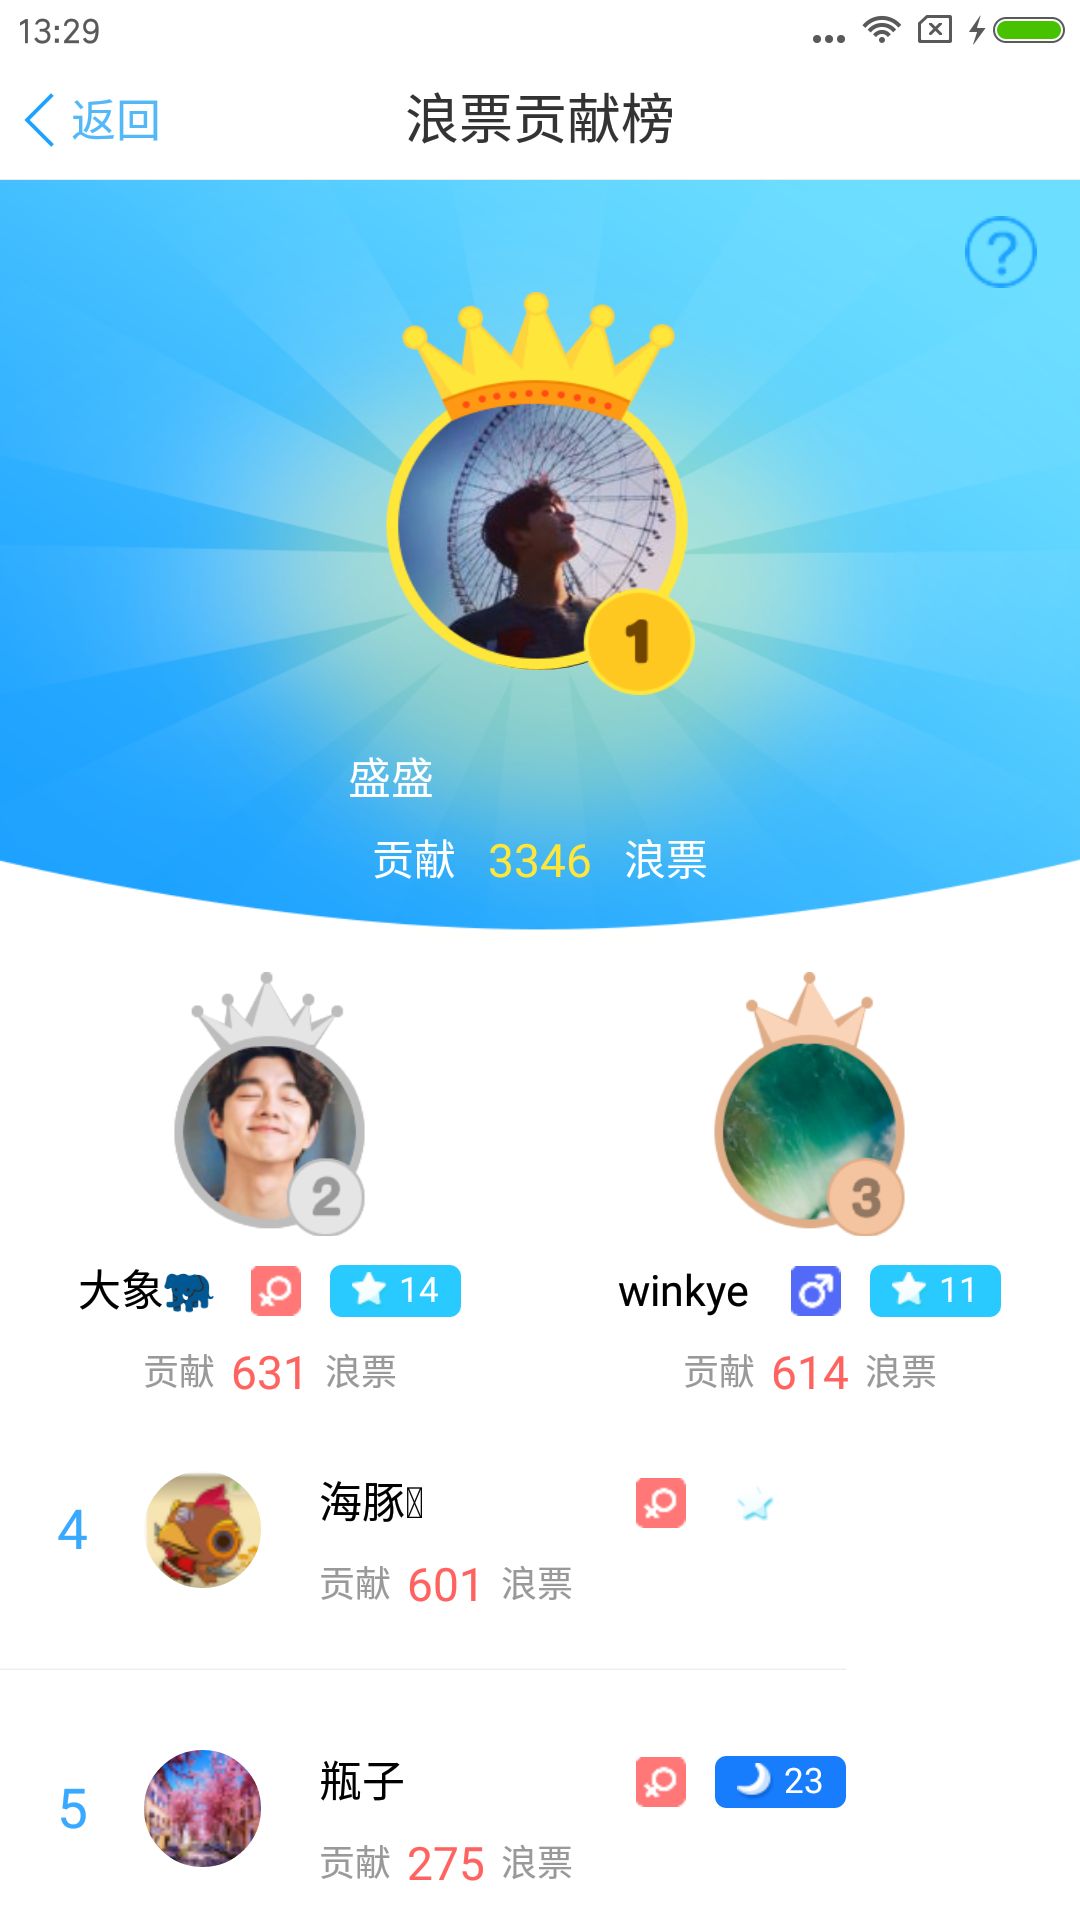 13:29
返回
浪票贡献榜
?
1
盛盛
贡献 3346 浪票
2
3
大象 14
winkye 11
贡献 631 浪票
贡献 614 浪票
4
海豚
贡献 601 浪票
5
瓶子 23
贡献 275 浪票